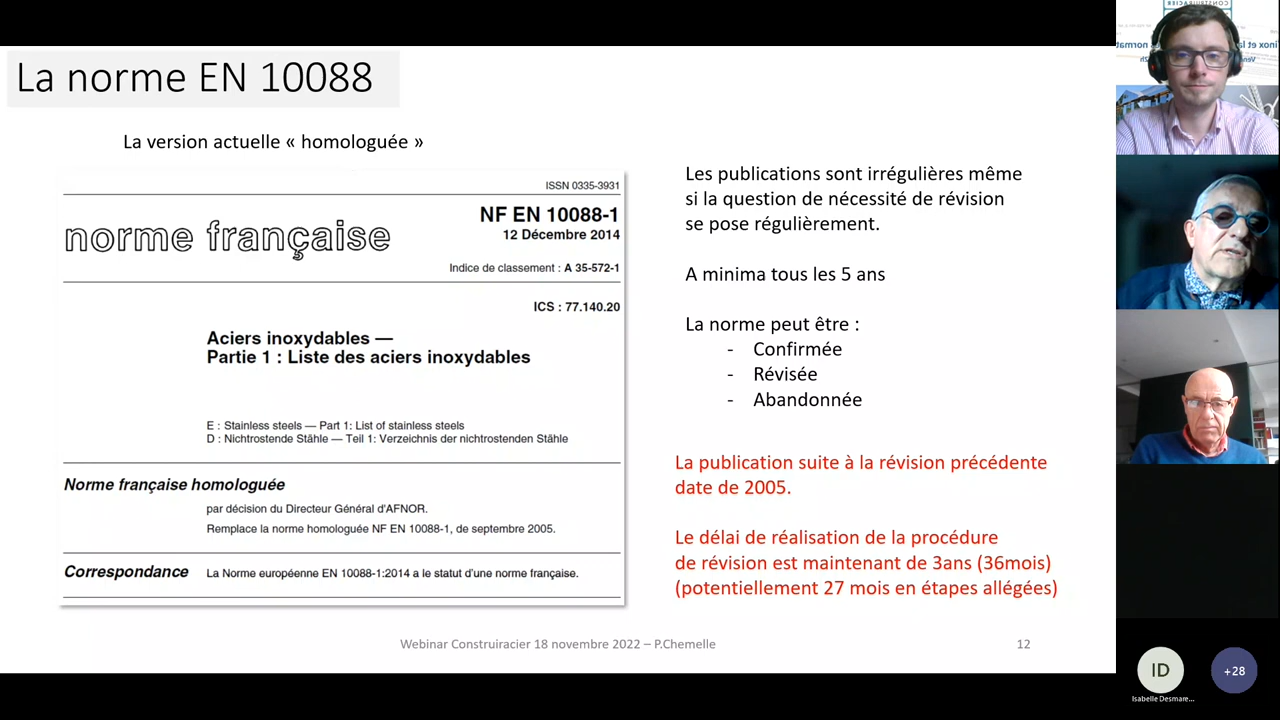 La norme EN 10088
La version actuelle « homologuée »
ISSN 0335-3931
norme française
NF EN 10088-1
12 Décembre 2014
Indice de classement : A 35-572-1
ICS : 77.140.20
Aciers inoxydables —
Partie 1 : Liste des aciers inoxydables
E : Stainless steels — Part 1: List of stainless steels
D : Nichtrostende Stähle — Teil 1: Verzeichnis der nichtrostenden Stähle
Norme française homologuée
par décision du Directeur Général d'AFNOR.
Remplace la norme homologuée NF EN 10088-1, de septembre 2005.
Correspondance La Norme européenne EN 10088-1:2014 a le statut d'une norme française.
Les publications sont irrégulières même
si la question de nécessité de révision
se pose régulièrement.
A minima tous les 5 ans
La norme peut être :
- Confirmée
- Révisée
- Abandonnée
La publication suite à la révision précédente
date de 2005.
Le délai de réalisation de la procédure
de révision est maintenant de 3ans (36mois)
(potentiellement 27 mois en étapes allégées)
Webinar Construiracier 18 novembre 2022 – P.Chemelle
12
ID
+28
Isabelle Desmare...